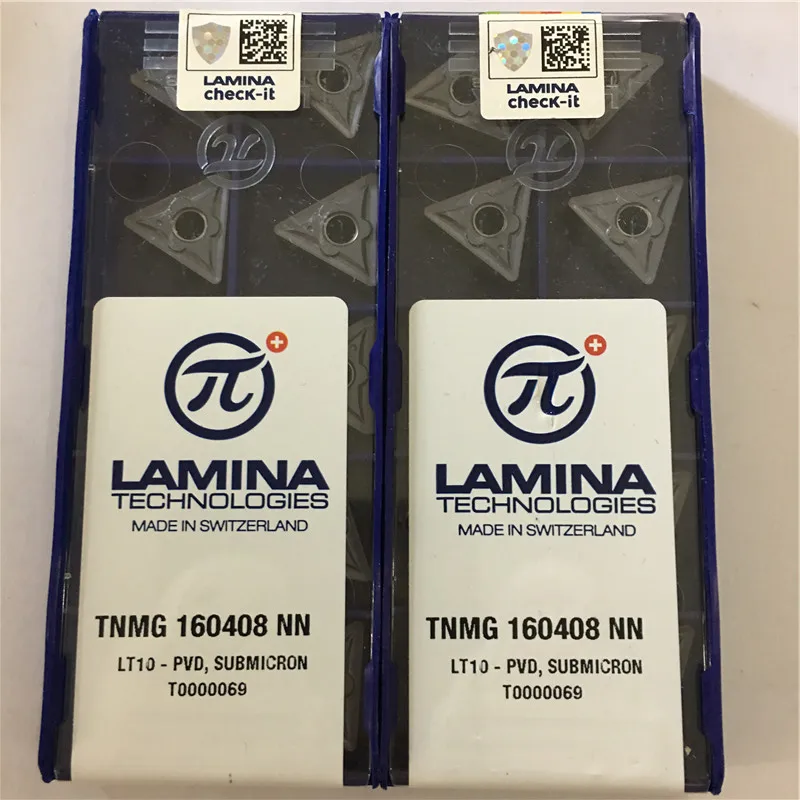 LAMINA
check-it
π
LAMINA
TECHNOLOGIES
MADE IN SWITZERLAND
TNMG 160408 NN
LT10 - PVD, SUBMICRON
T0000069
LAMINA
check-it
π
LAMINA
TECHNOLOGIES
MADE IN SWITZERLAND
TNMG 160408 NN
LT10 - PVD, SUBMICRON
T0000069